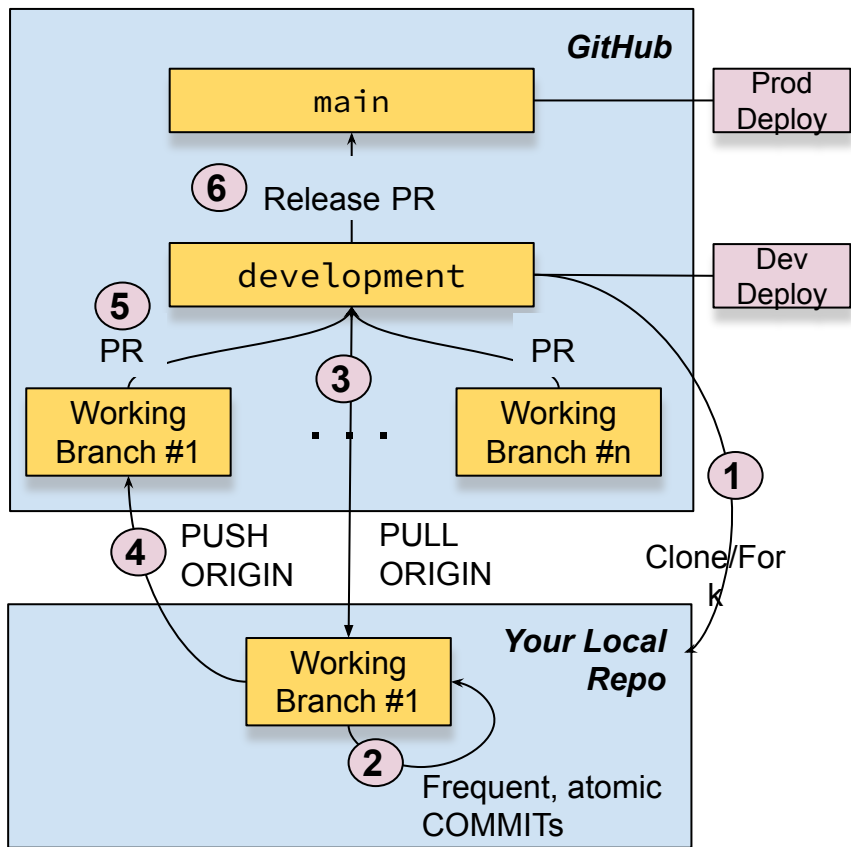 GitHub
main
Prod
Deploy
6
Release PR
development
Dev
Deploy
5
PR
PR
3
Working
Branch #1
. . .
Working
Branch #n
1
4
PUSH
ORIGIN
PULL
ORIGIN
Clone/For
k
Your Local
Repo
Working
Branch #1
2
Frequent, atomic
COMMITs